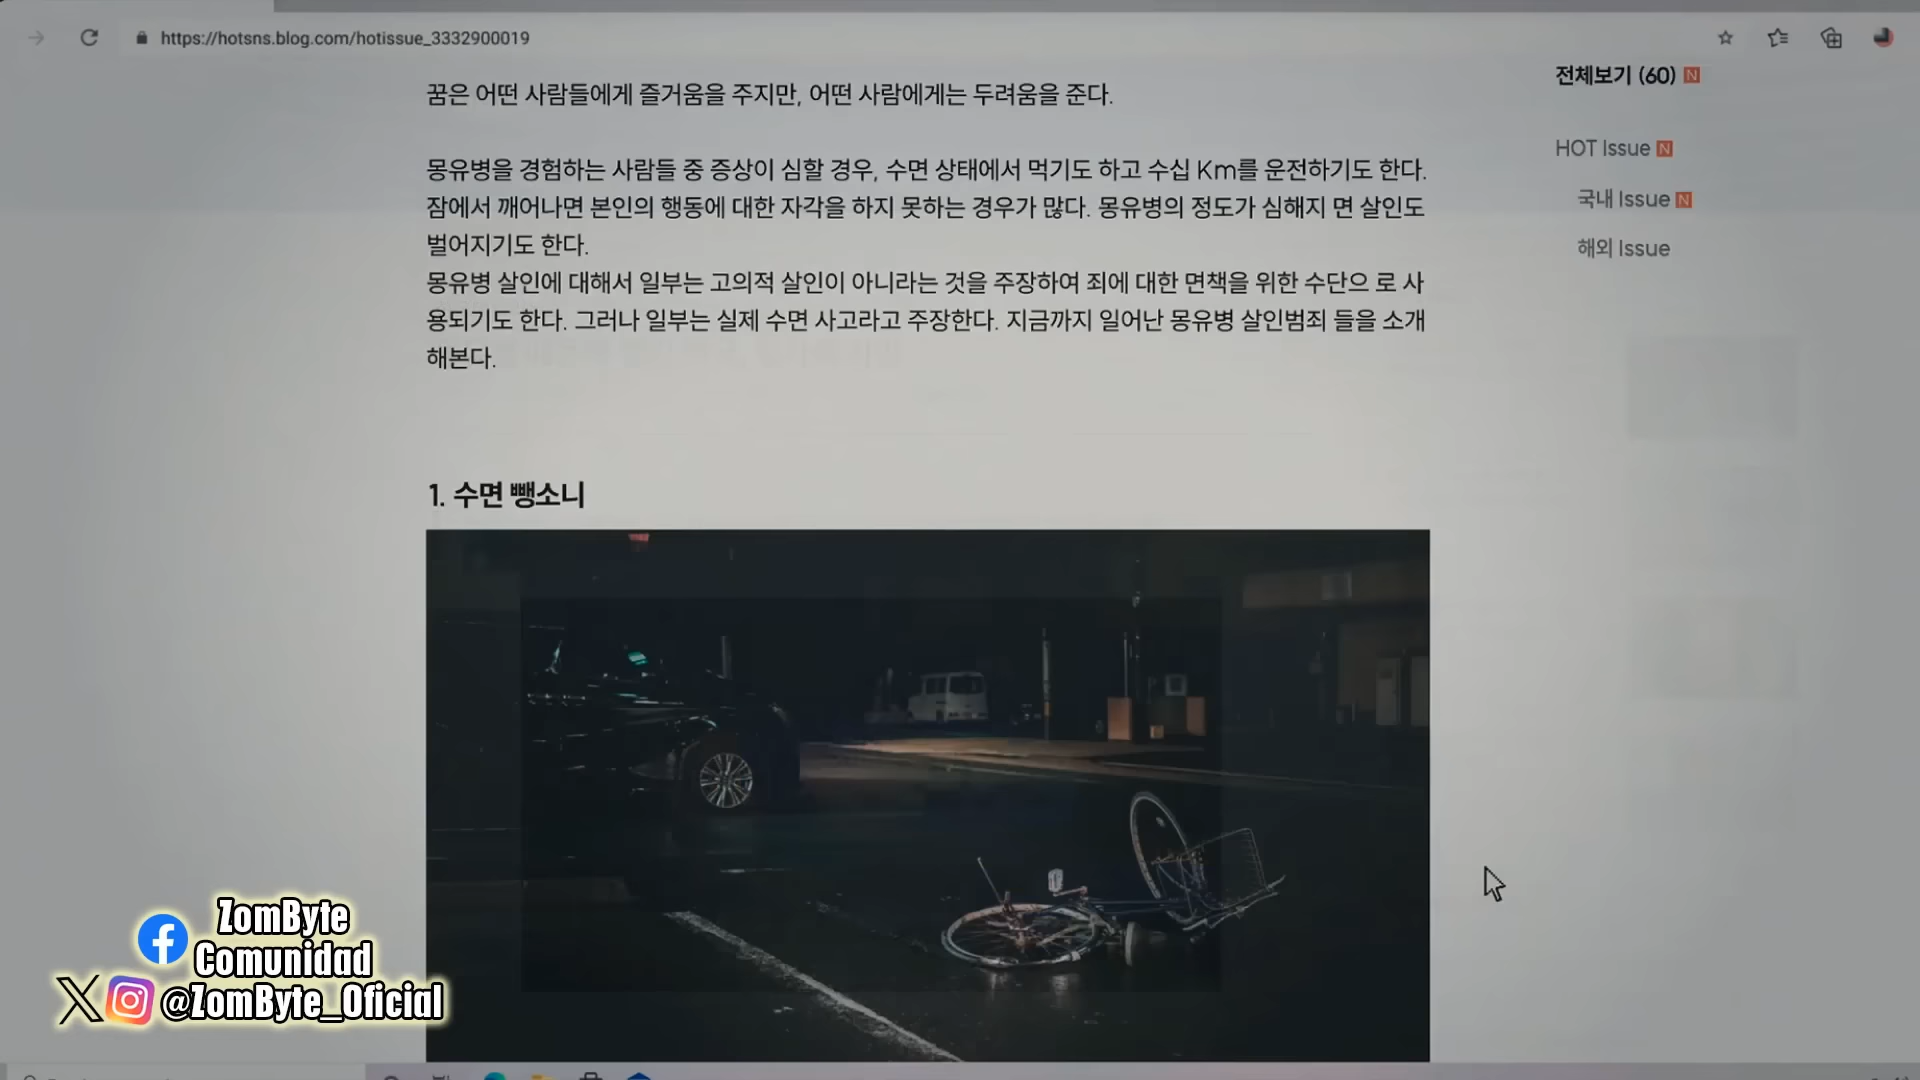 https://hotsns.blog.com/hotissue_3332900019
꿈은 어떤 사람들에게 즐거움을 주지만, 어떤 사람에게는 두려움을 준다.
몽유병을 경험하는 사람들 중 증상이 심할 경우, 수면 상태에서 먹기도 하고 수십 Km를 운전하기도 한다.
잠에서 깨어나면 본인의 행동에 대한 자각을 하지 못하는 경우가 많다. 몽유병의 정도가 심해지 면 살인도
벌어지기도 한다.
몽유병 살인에 대해서 일부는 고의적 살인이 아니라는 것을 주장하여 죄에 대한 면책을 위한 수단으 로 사
용되기도 한다. 그러나 일부는 실제 수면 사고라고 주장한다. 지금까지 일어난 몽유병 살인범죄 들을 소개
해본다.
1. 수면 뺑소니
전체보기 (60) N
HOT Issue N
국내 Issue N
해외 Issue
ZomByte
Comunidad
@ZomByte_Oficial